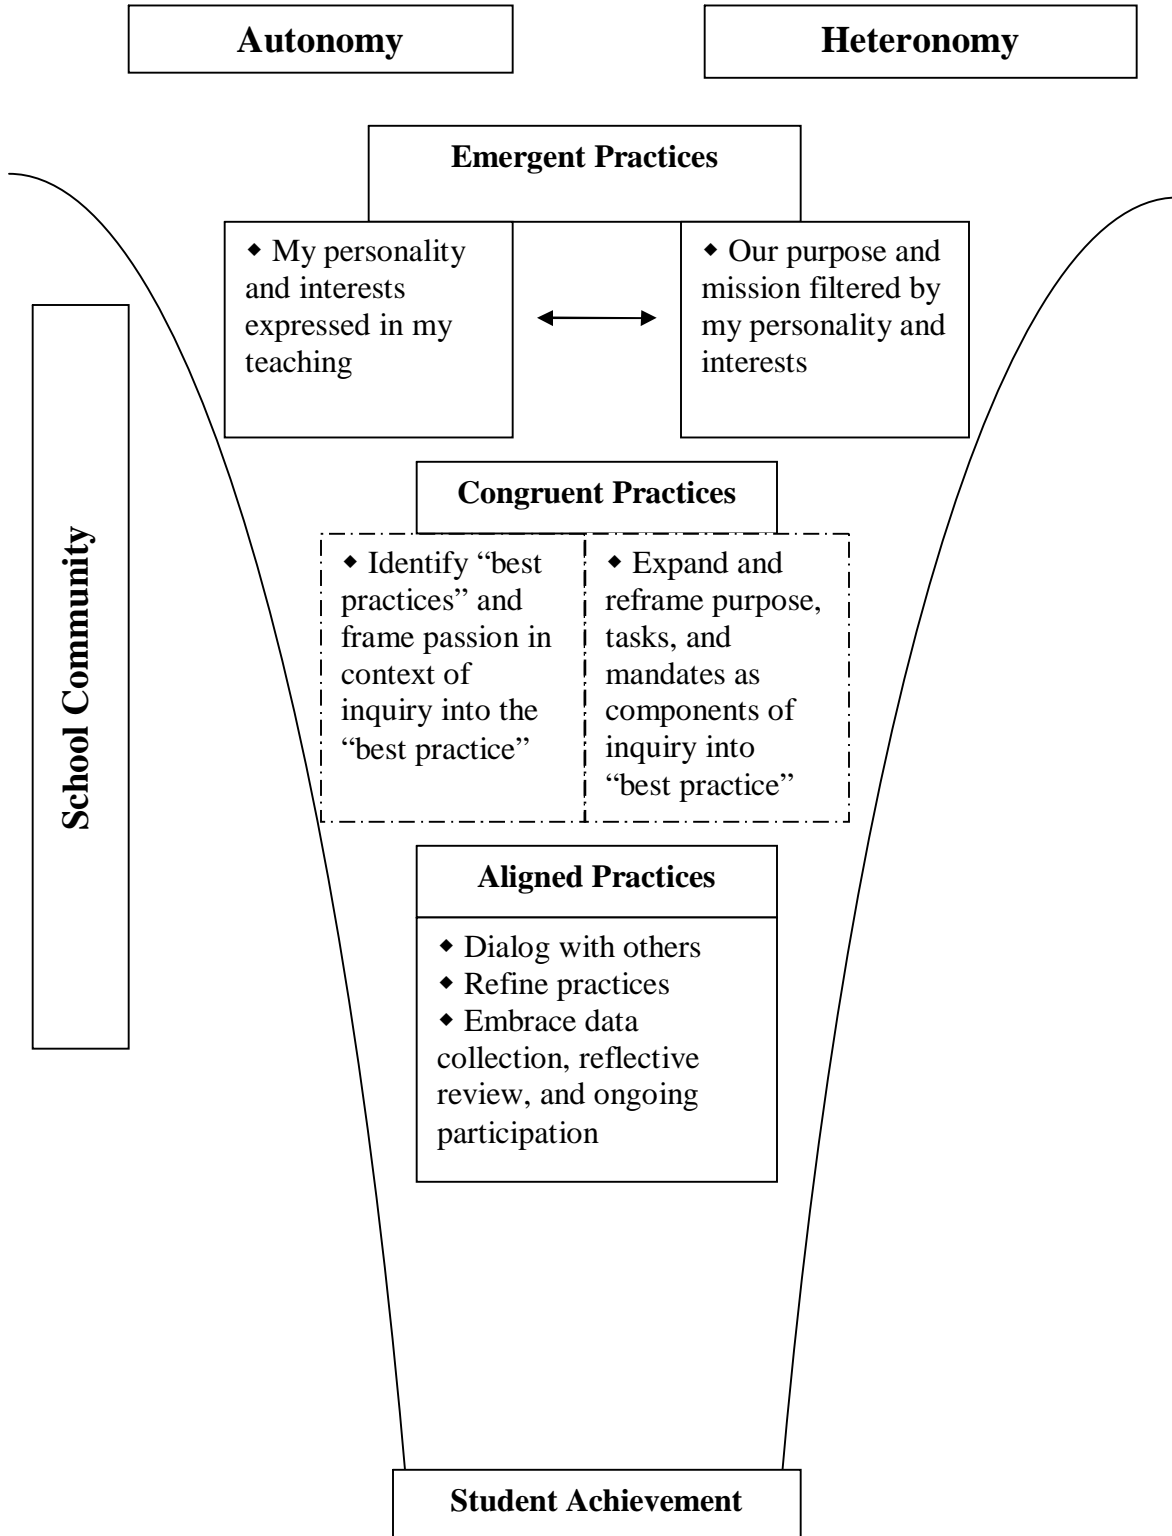 Autonomy
Heteronomy
Emergent Practices
◆ My personality
and interests
expressed in my
teaching
◆ Our purpose and
mission filtered by
my personality and
interests
School Community
Congruent Practices
◆ Identify “best
practices” and
frame passion in
context of
inquiry into the
“best practice”
◆ Expand and
reframe purpose,
tasks, and
mandates as
components of
inquiry into
“best practice”
Aligned Practices
◆ Dialog with others
◆ Refine practices
◆ Embrace data
collection, reflective
review, and ongoing
participation
Student Achievement